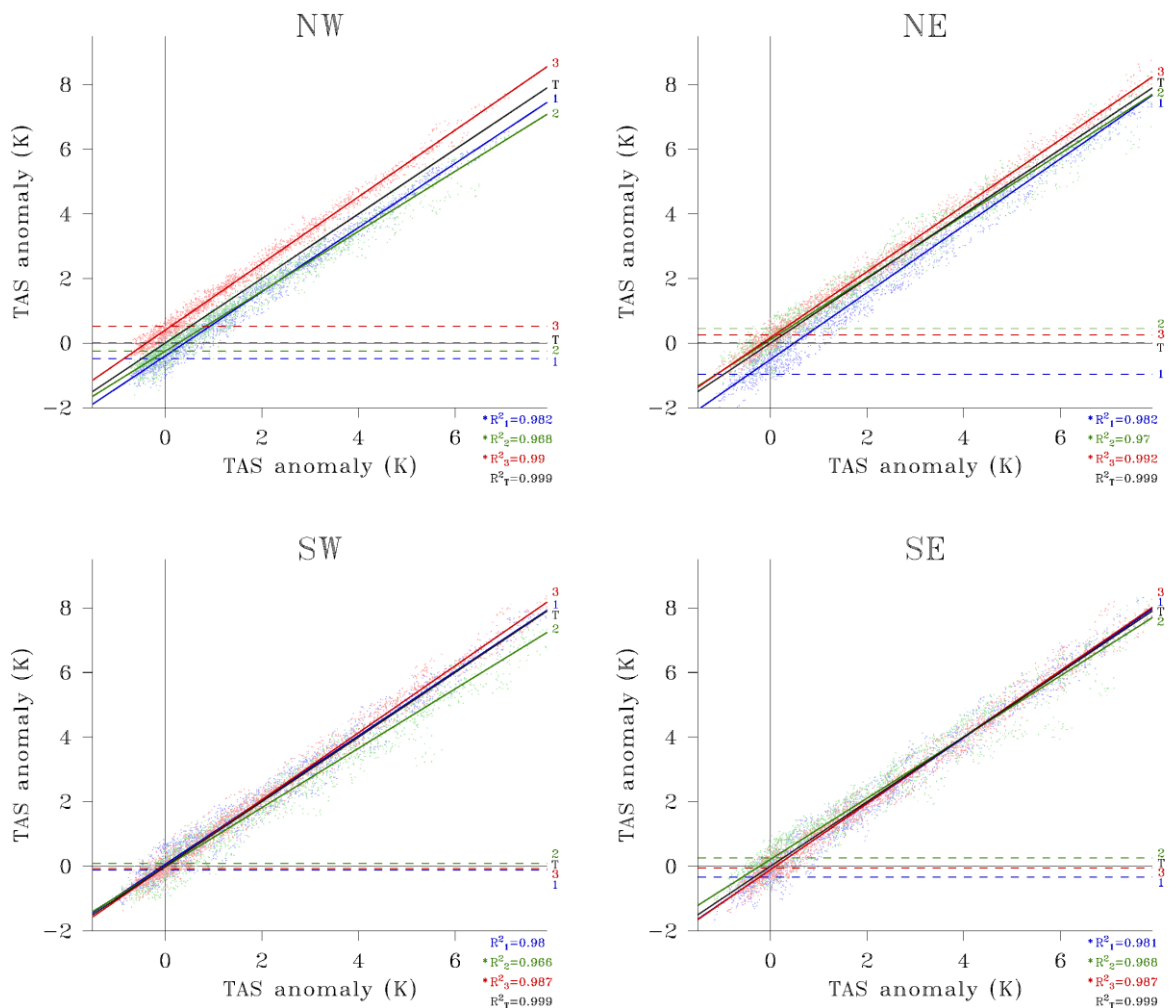 NW
TAS anomaly (K)
8
6
4
2
0
−2
3
T
1
2
3
T
2
1
0 2 4 6
TAS anomaly (K)
*R²₁=0.982
*R²₂=0.968
*R²₃=0.99
R²T=0.999
NE
TAS anomaly (K)
8
6
4
2
0
−2
3
T
2
1
2
3
T
1
0 2 4 6
TAS anomaly (K)
*R²₁=0.982
*R²₂=0.97
*R²₃=0.992
R²T=0.999
SW
TAS anomaly (K)
8
6
4
2
0
−2
3
1
T
2
2
T
3
1
0 2 4 6
TAS anomaly (K)
R²₁=0.98
*R²₂=0.966
*R²₃=0.987
R²T=0.999
SE
TAS anomaly (K)
8
6
4
2
0
−2
3
1
T
2
2
T
3
1
0 2 4 6
TAS anomaly (K)
*R²₁=0.981
*R²₂=0.968
*R²₃=0.987
R²T=0.999